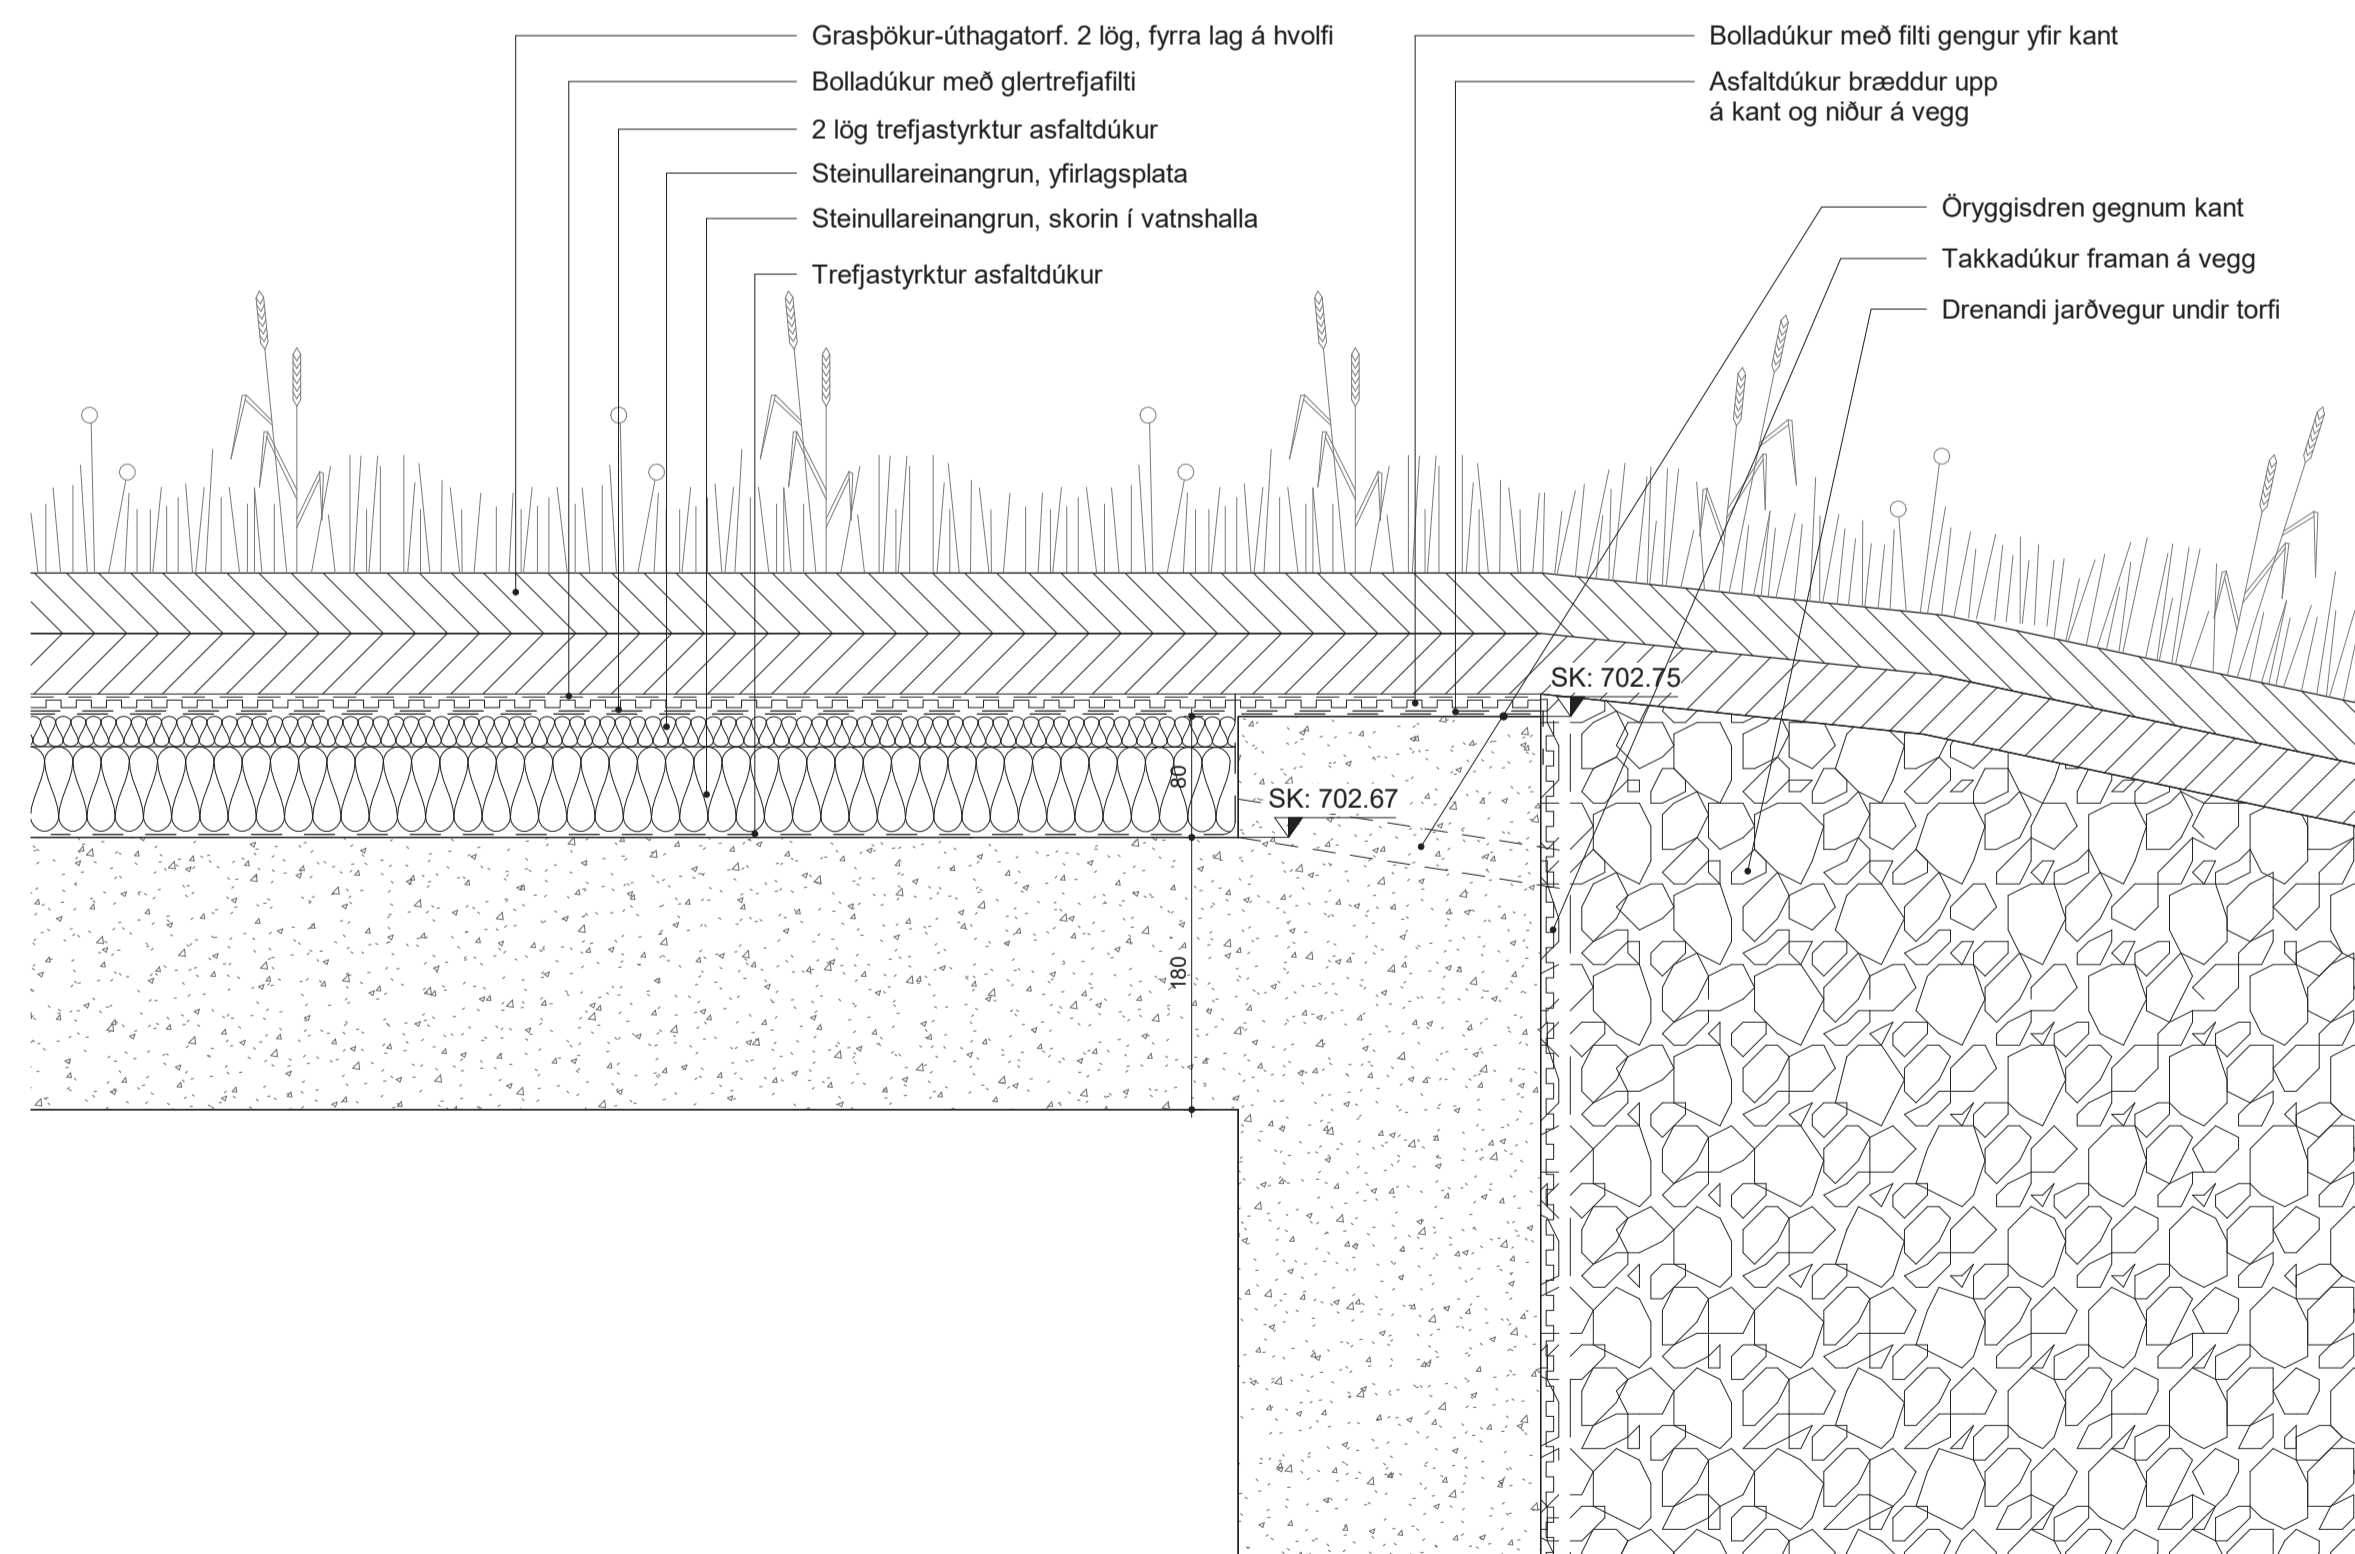 Grasþökur-úthagatorf. 2 lög, fyrra lag á hvolfi
Bolladúkur með glertrefjafilti
2 lög trefjastyrktur asfaltdúkur
Steinullareinangrun, yfirlagsplata
Steinullareinangrun, skorin í vatnshalla
Trefjastyrktur asfaltdúkur
Bolladúkur með filti gengur yfir kant
Asfaltdúkur bræddur upp
á kant og niður á vegg
Öryggisdren gegnum kant
Takkadúkur framan á vegg
Drenandi jarðvegur undir torfi
SK: 702.75
80
SK: 702.67
180